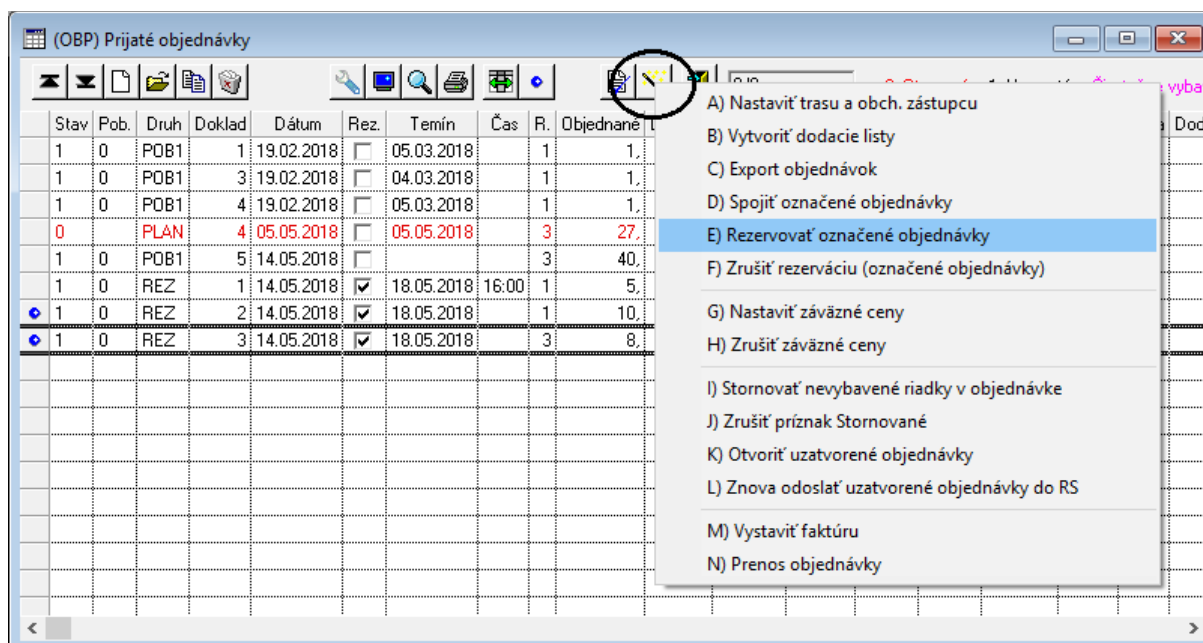 (OBP) Prijaté objednávky
Stav Pob. Druh Doklad Dátum Rez. Temín Čas R. Objednané Dod
1 0 POB1 1 19.02.2018 05.03.2018 1 1,
1 0 POB1 3 19.02.2018 04.03.2018 1 1,
1 0 POB1 4 19.02.2018 05.03.2018 1 1,
0 PLAN 4 05.05.2018 05.05.2018 3 27,
1 0 POB1 5 14.05.2018 3 40,
1 0 REZ 1 14.05.2018 18.05.2018 16:00 1 5,
1 0 REZ 2 14.05.2018 18.05.2018 1 10,
1 0 REZ 3 14.05.2018 18.05.2018 3 8,
A) Nastaviť trasu a obch. zástupcu
B) Vytvoriť dodacie listy
C) Export objednávok
D) Spojiť označené objednávky
E) Rezervovať označené objednávky
F) Zrušiť rezerváciu (označené objednávky)
G) Nastaviť záväzné ceny
H) Zrušiť záväzné ceny
I) Stornovať nevybavené riadky v objednávke
J) Zrušiť príznak Stornované
K) Otvoriť uzatvorené objednávky
L) Znova odoslať uzatvorené objednávky do RS
M) Vystaviť faktúru
N) Prenos objednávky